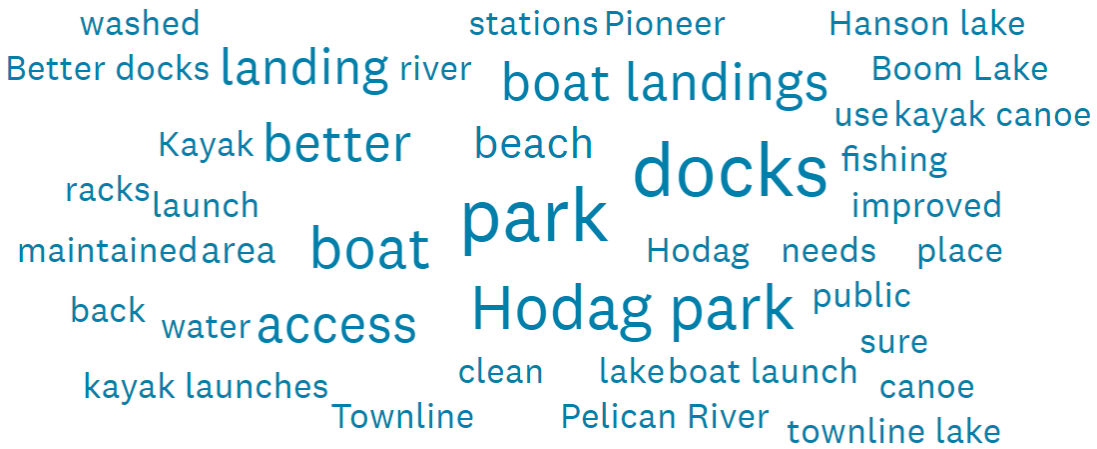 washed stations Pioneer Hanson lake
Better docks landing river boat landings Boom Lake
use kayak canoe
Kayak better beach docks fishing
racks launch park improved
maintained area boat Hodag needs place
back water access Hodag park public
sure
kayak launches clean lake boat launch canoe
Townline Pelican River townline lake